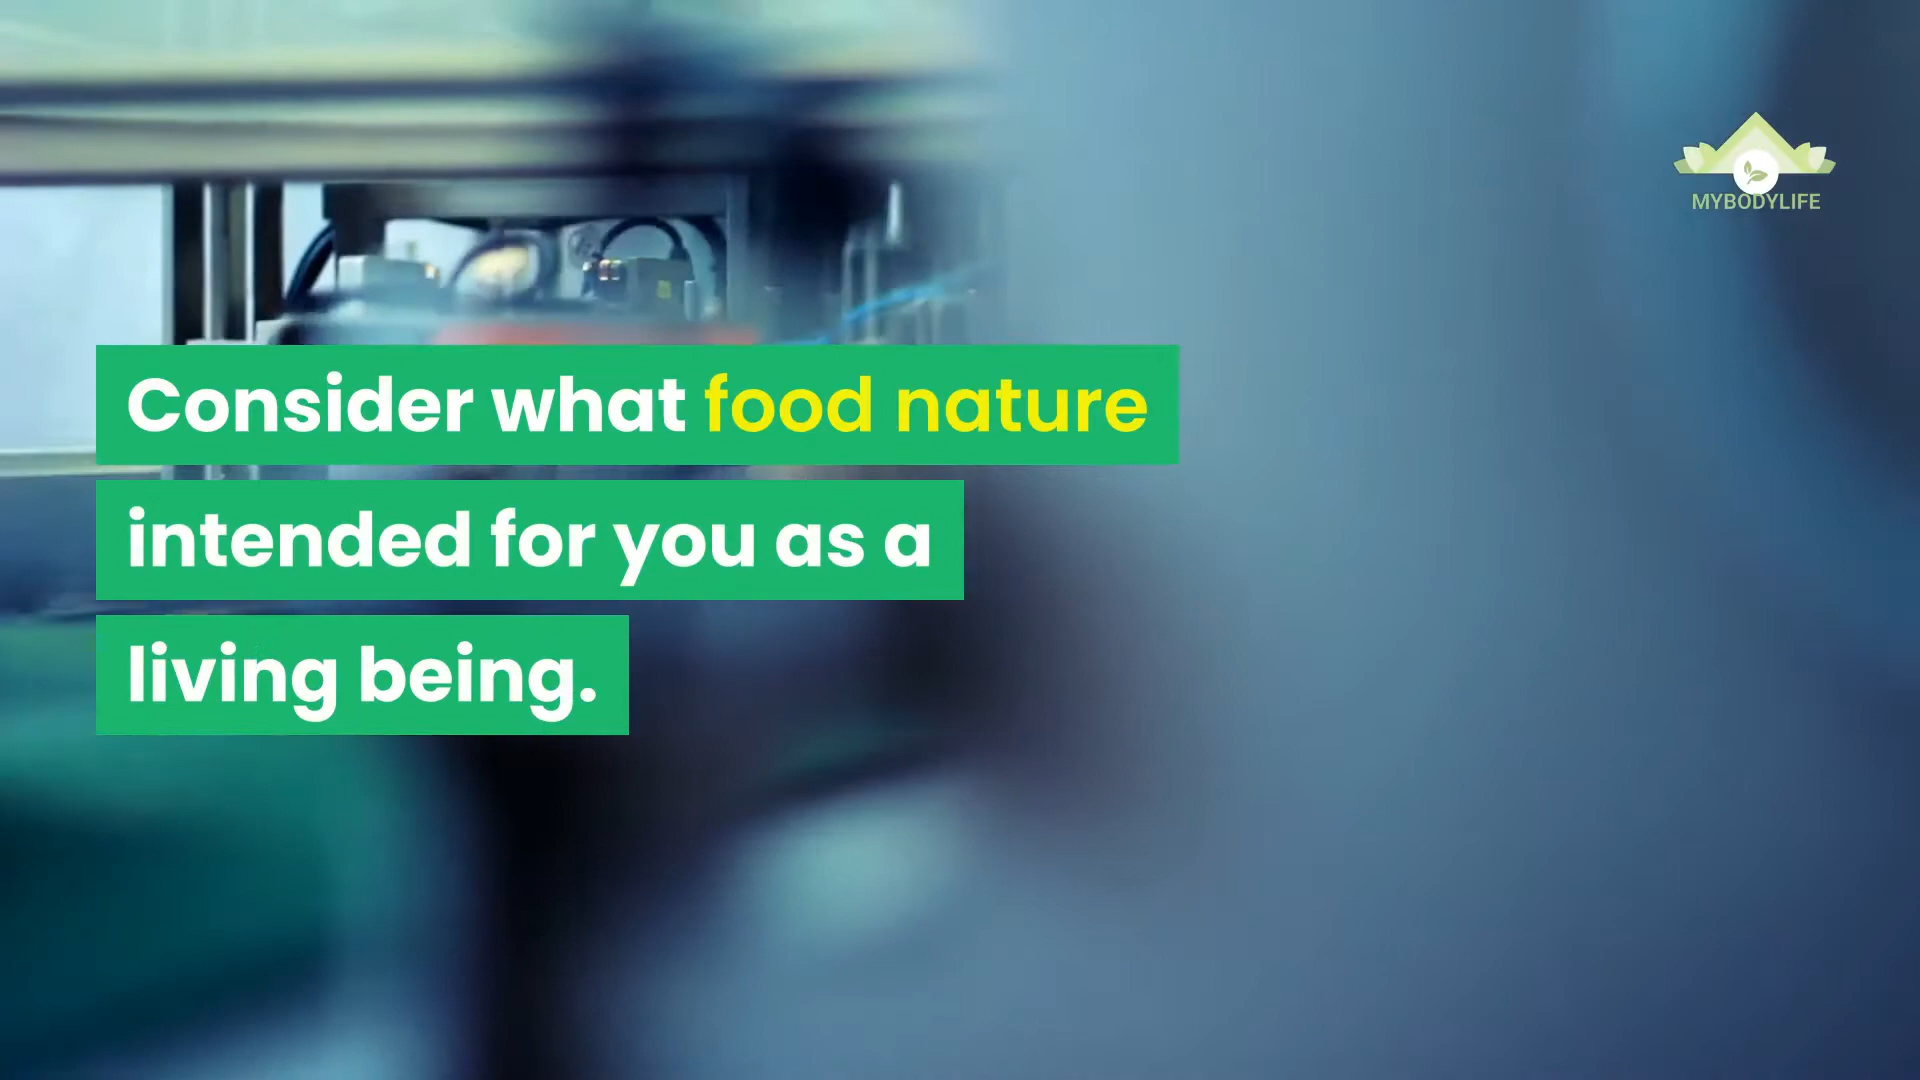 MYBODYLIFE
Consider what food nature
intended for you as a
living being.